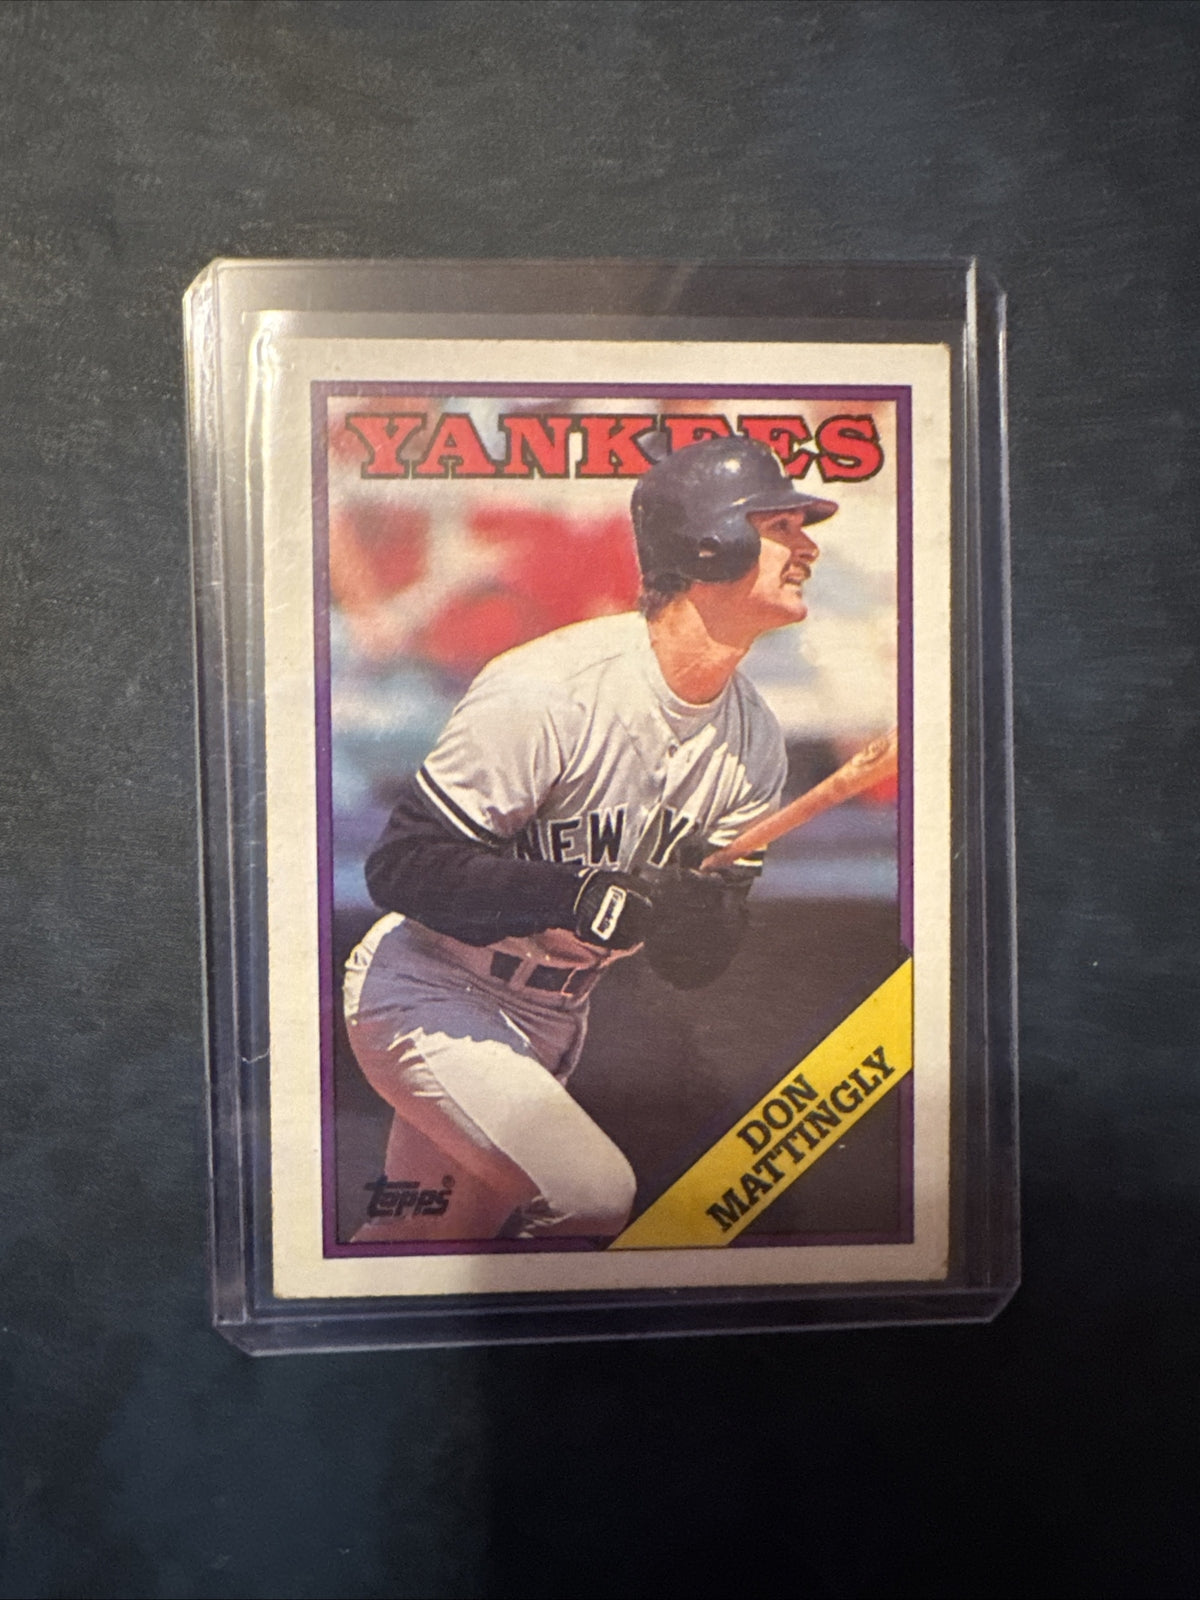 YANKEES
NEW Y
DON
MATTINGLY
topps®